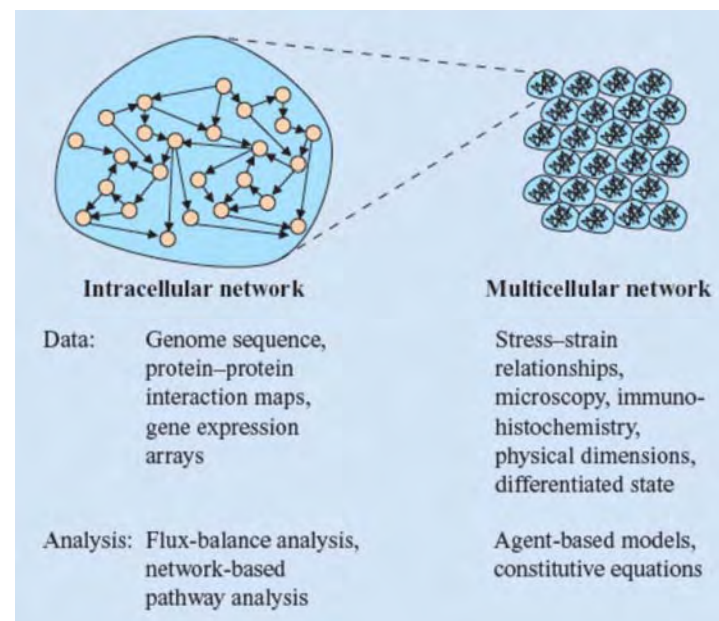 Intracellular network
Multicellular network
Data:
Genome sequence,
protein–protein
interaction maps,
gene expression
arrays
Stress–strain
relationships,
microscopy, immuno-
histochemistry,
physical dimensions,
differentiated state
Analysis:
Flux-balance analysis,
network-based
pathway analysis
Agent-based models,
constitutive equations